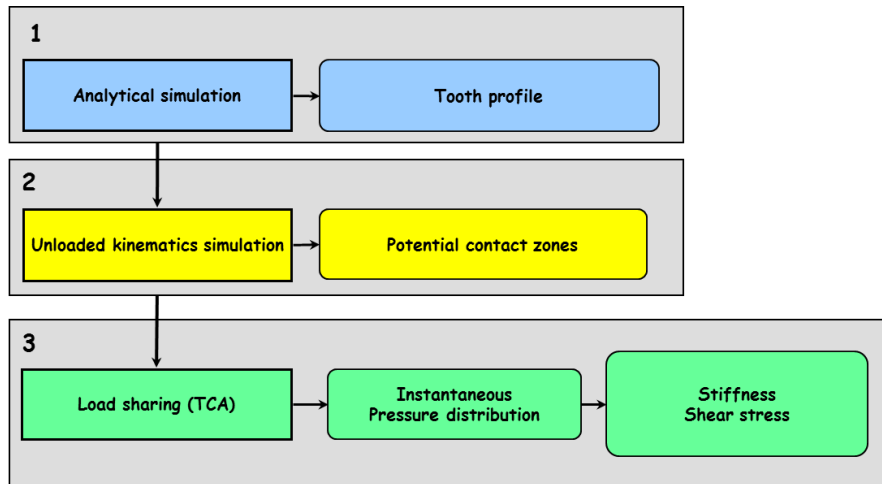 1
Analytical simulation
Tooth profile
2
Unloaded kinematics simulation
Potential contact zones
3
Load sharing (TCA)
Instantaneous
Pressure distribution
Stiffness
Shear stress